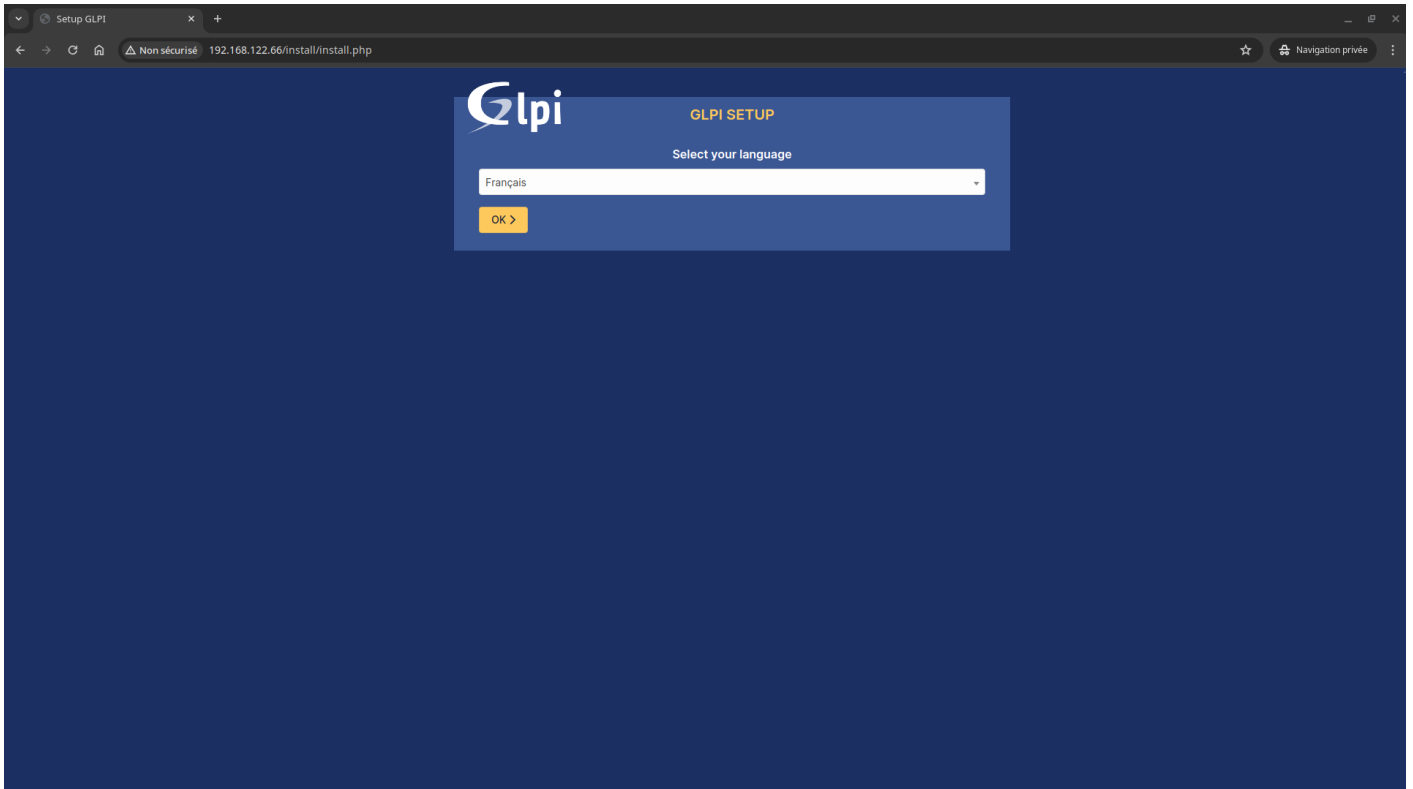 Setup GLPI
Non sécurisé 192.168.122.66/install/install.php
Navigation privée
Glpi
GLPI SETUP
Select your language
Français
OK